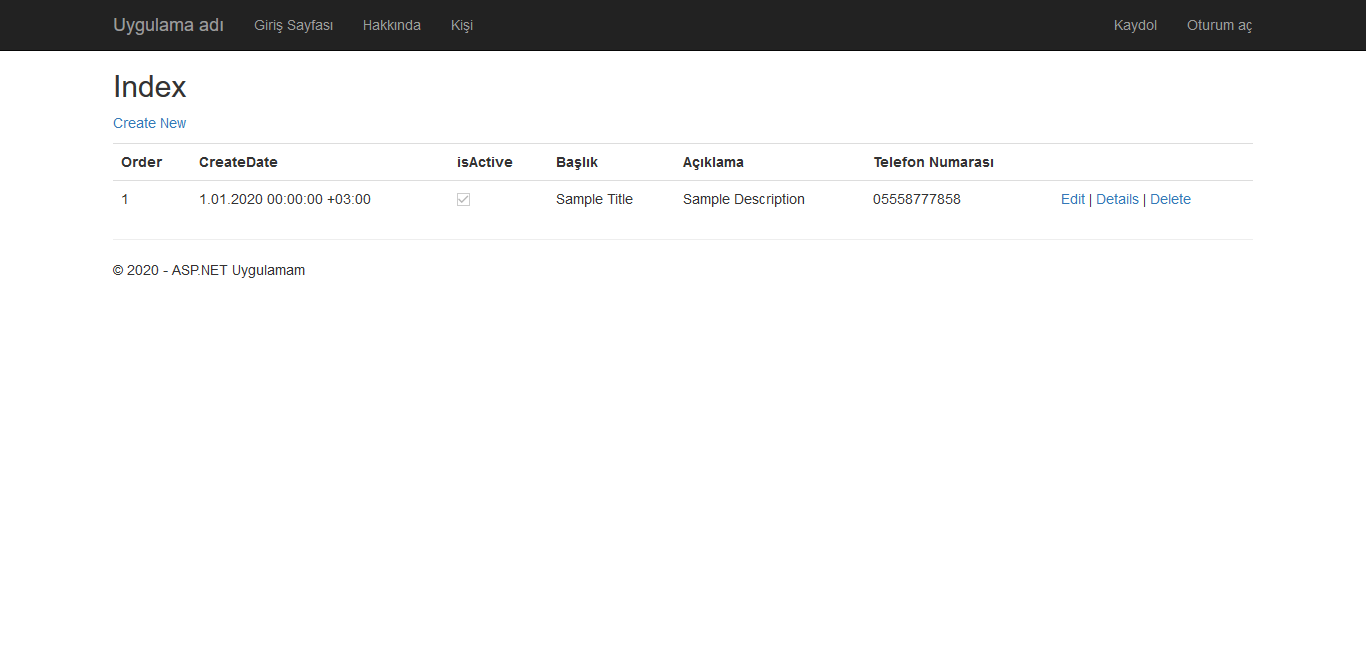 Uygulama adı Giriş Sayfası Hakkında Kişi Kaydol Oturum aç
Index
Create New
Order CreateDate isActive Başlık Açıklama Telefon Numarası
1 1.01.2020 00:00:00 +03:00 Sample Title Sample Description 05558777858 Edit | Details | Delete
© 2020 - ASP.NET Uygulamam